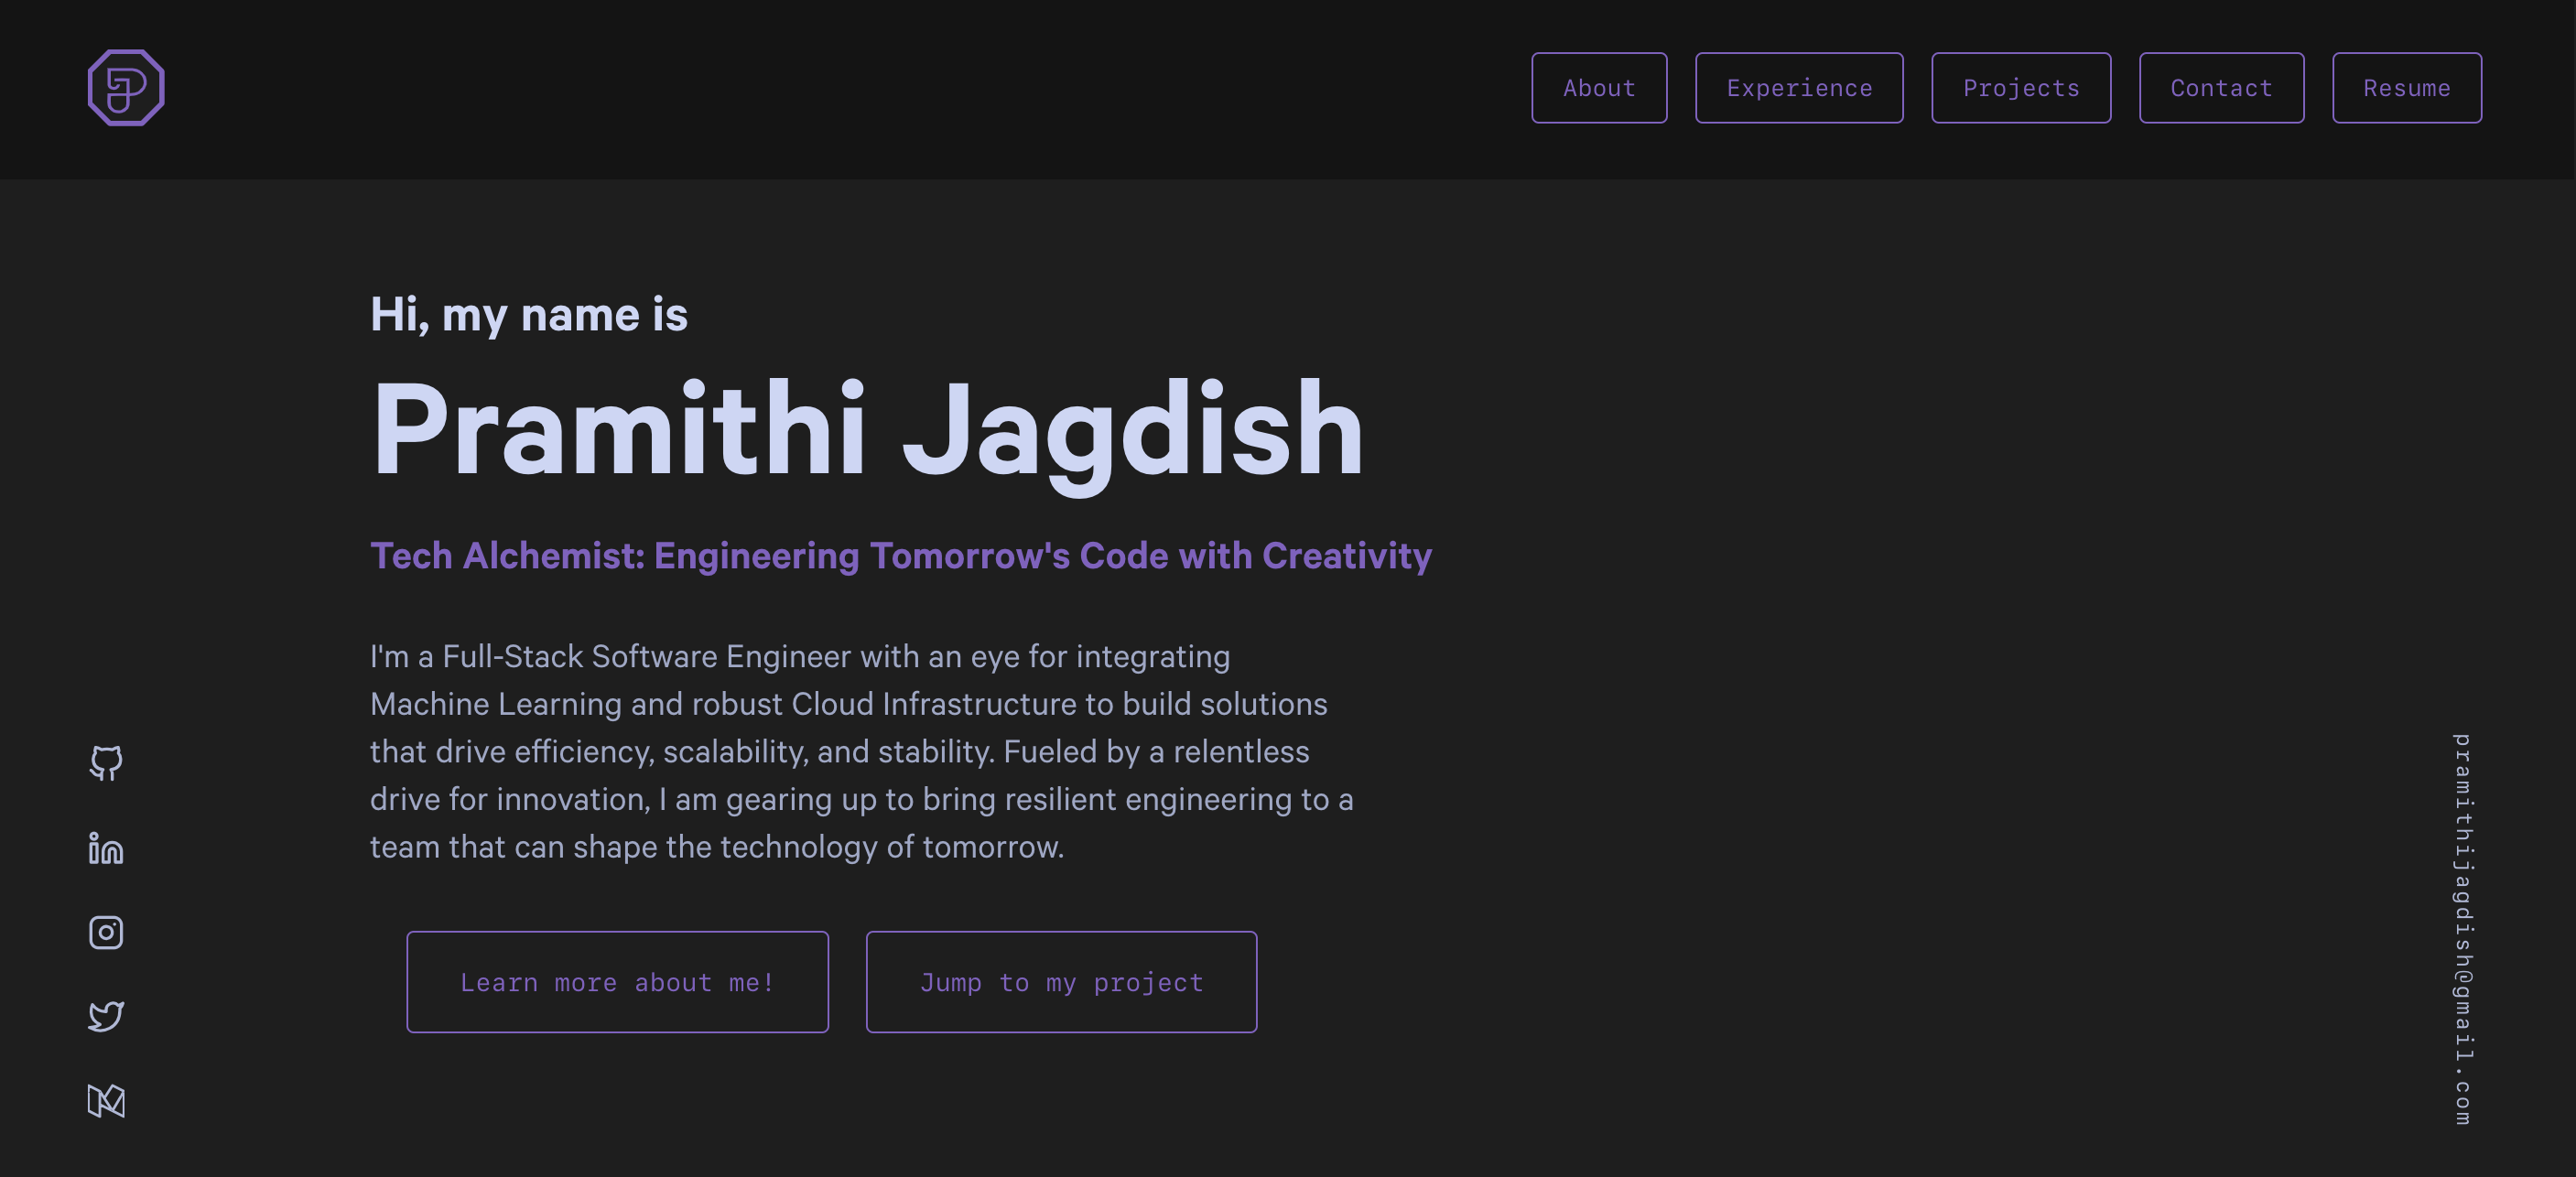 About
Experience
Projects
Contact
Resume
Hi, my name is
Pramithi Jagdish
Tech Alchemist: Engineering Tomorrow's Code with Creativity
I'm a Full-Stack Software Engineer with an eye for integrating
Machine Learning and robust Cloud Infrastructure to build solutions
that drive efficiency, scalability, and stability. Fueled by a relentless
drive for innovation, I am gearing up to bring resilient engineering to a
team that can shape the technology of tomorrow.
Learn more about me!
Jump to my project
pramithijagdish@gmail.com